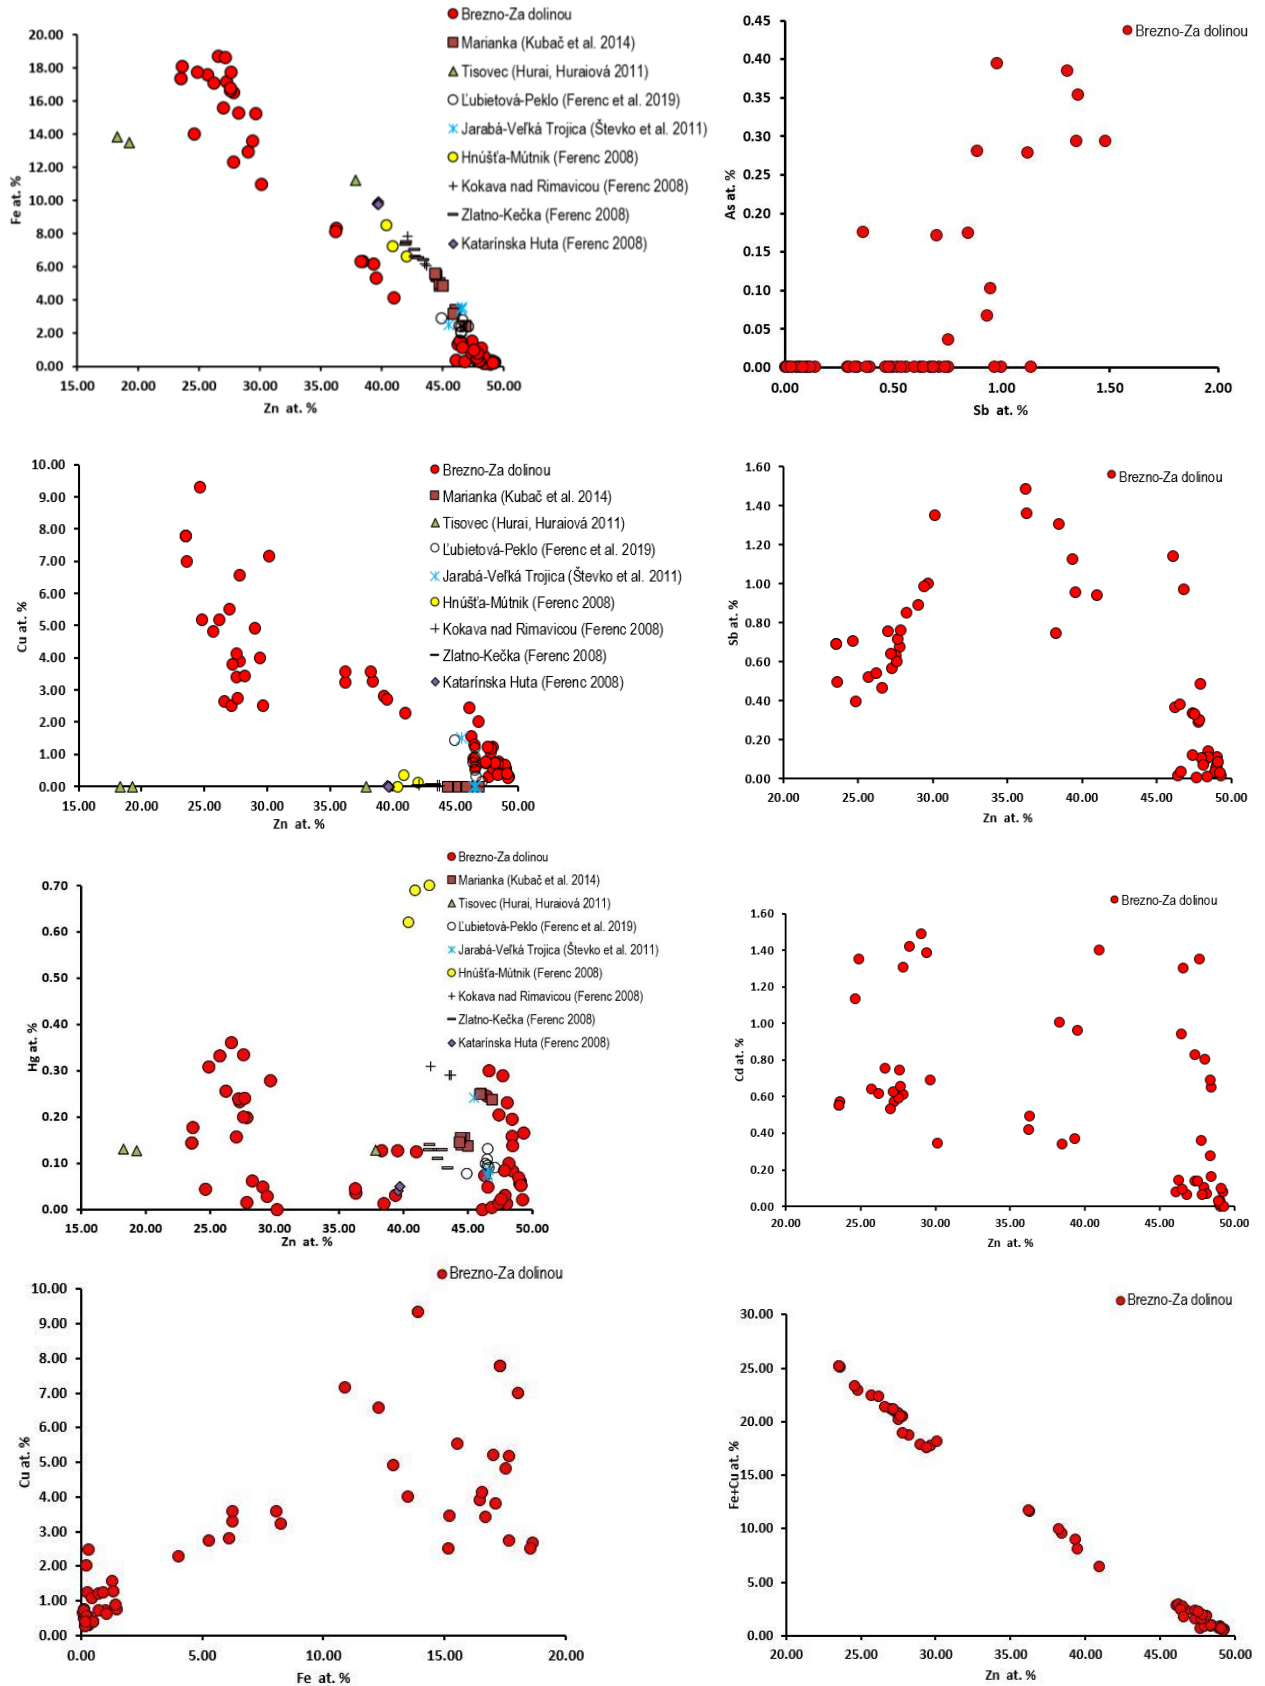 Brezno-Za dolinou
Marianka (Kubač et al. 2014)
Tisovec (Hurai, Huraiová 2011)
Ľubietová-Peklo (Ferenc et al. 2019)
Jarabá-Veľká Trojica (Števko et al. 2011)
Hnúšťa-Mútnik (Ferenc 2008)
Kokava nad Rimavicou (Ferenc 2008)
Zlatno-Kečka (Ferenc 2008)
Katarínska Huta (Ferenc 2008)
20.00
18.00
16.00
14.00
12.00
10.00
8.00
6.00
4.00
2.00
0.00
Fe at. %
15.00 20.00 25.00 30.00 35.00 40.00 45.00 50.00
Zn at. %
Brezno-Za dolinou
0.45
0.40
0.35
0.30
0.25
0.20
0.15
0.10
0.05
0.00
As at. %
0.00 0.50 1.00 1.50 2.00
Sb at. %
Brezno-Za dolinou
Marianka (Kubač et al. 2014)
Tisovec (Hurai, Huraiová 2011)
Ľubietová-Peklo (Ferenc et al. 2019)
Jarabá-Veľká Trojica (Števko et al. 2011)
Hnúšťa-Mútnik (Ferenc 2008)
Kokava nad Rimavicou (Ferenc 2008)
Zlatno-Kečka (Ferenc 2008)
Katarínska Huta (Ferenc 2008)
10.00
9.00
8.00
7.00
6.00
5.00
4.00
3.00
2.00
1.00
0.00
Cu at. %
15.00 20.00 25.00 30.00 35.00 40.00 45.00 50.00
Zn at. %
Brezno-Za dolinou
1.60
1.40
1.20
1.00
0.80
0.60
0.40
0.20
0.00
Sb at. %
20.00 25.00 30.00 35.00 40.00 45.00 50.00
Zn at. %
Brezno-Za dolinou
Marianka (Kubač et al. 2014)
Tisovec (Hurai, Huraiová 2011)
Ľubietová-Peklo (Ferenc et al. 2019)
Jarabá-Veľká Trojica (Števko et al. 2011)
Hnúšťa-Mútnik (Ferenc 2008)
Kokava nad Rimavicou (Ferenc 2008)
Zlatno-Kečka (Ferenc 2008)
Katarínska Huta (Ferenc 2008)
0.70
0.60
0.50
0.40
0.30
0.20
0.10
0.00
Hg at. %
15.00 20.00 25.00 30.00 35.00 40.00 45.00 50.00
Zn at. %
Brezno-Za dolinou
1.60
1.40
1.20
1.00
0.80
0.60
0.40
0.20
0.00
Cd at. %
20.00 25.00 30.00 35.00 40.00 45.00 50.00
Zn at. %
Brezno-Za dolinou
10.00
9.00
8.00
7.00
6.00
5.00
4.00
3.00
2.00
1.00
0.00
Cu at. %
0.00 5.00 10.00 15.00 20.00
Fe at. %
Brezno-Za dolinou
30.00
25.00
20.00
15.00
10.00
5.00
0.00
Fe+Cu at. %
20.00 25.00 30.00 35.00 40.00 45.00 50.00
Zn at. %